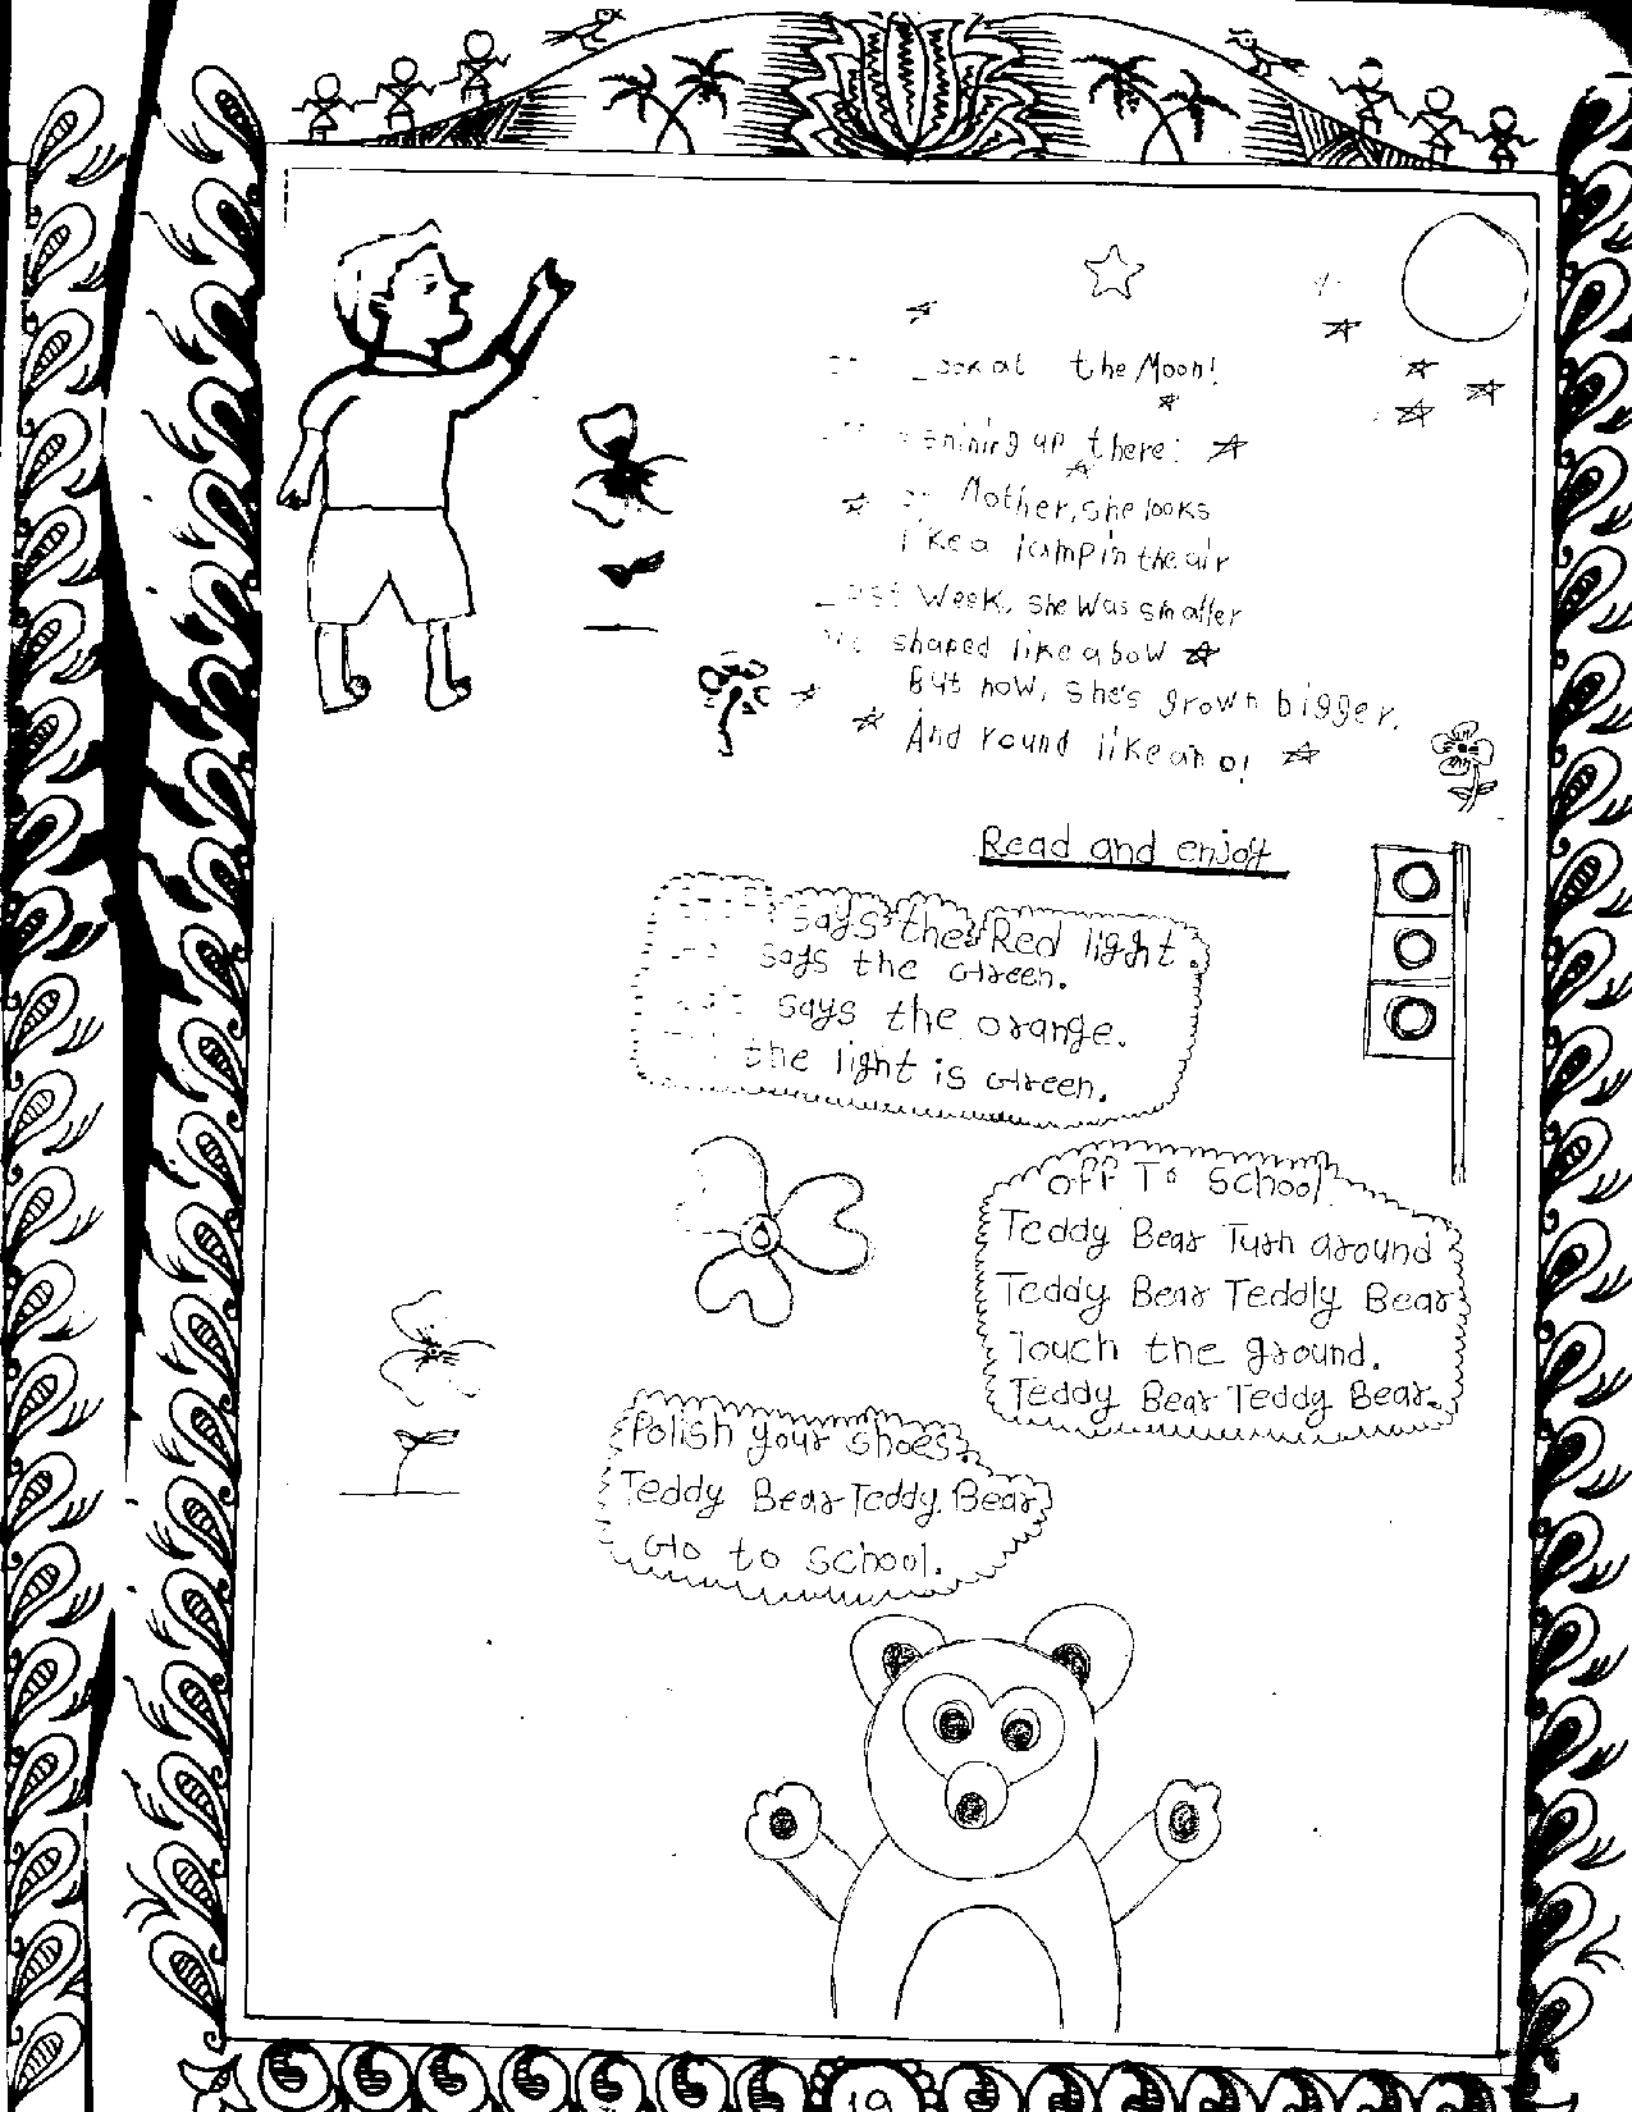 at the Moon!
shining up there:
Mother, she looks
like a lamp in the air
Week, she was smaller
shaped like a bow
But now, she's grown bigger.
And round like an o!
Read and enjoy
says the Red light.
says the Green.
says the orange.
the light is Green.
Off To School
Teddy Bear Turn around
Teddy Bear Teddy Bear
Touch the ground.
Teddy Bear Teddy Bear.
Polish your shoes.
Teddy Bear Teddy Bear
Go to School.
19